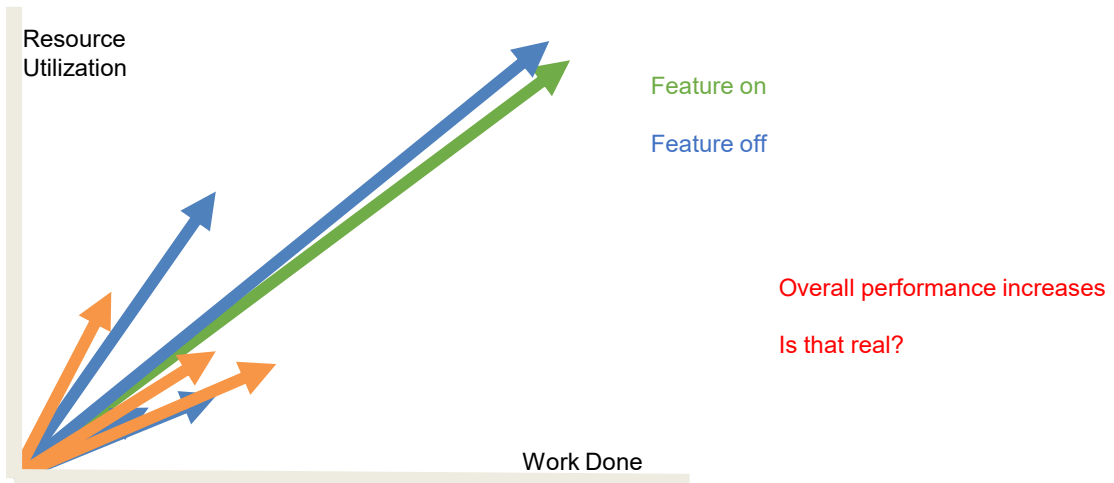 Resource
Utilization
Feature on
Feature off
Overall performance increases
Is that real?
Work Done